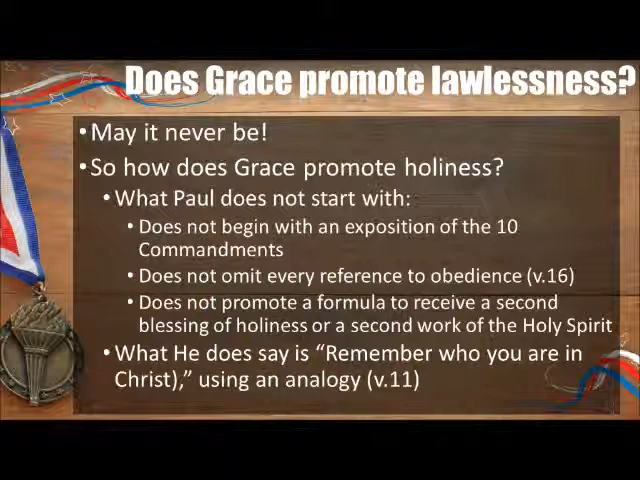 Does Grace promote lawlessness?
• May it never be!
• So how does Grace promote holiness?
• What Paul does not start with:
• Does not begin with an exposition of the 10
Commandments
• Does not omit every reference to obedience (v.16)
• Does not promote a formula to receive a second
blessing of holiness or a second work of the Holy Spirit
• What He does say is “Remember who you are in
Christ),” using an analogy (v.11)